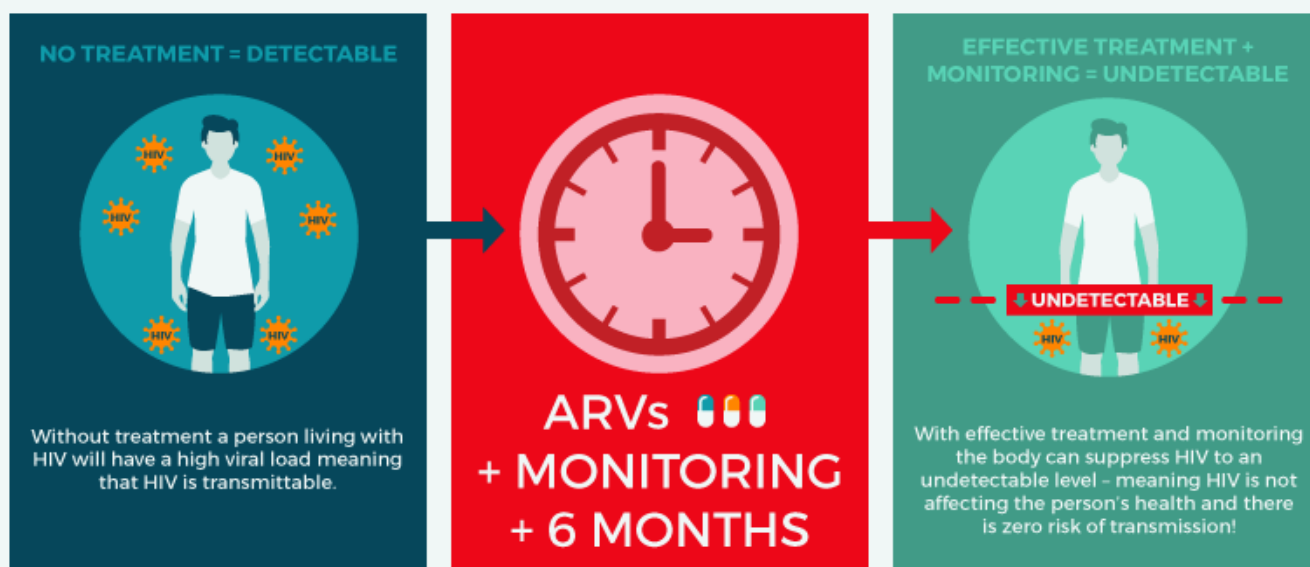 NO TREATMENT = DETECTABLE
HIV
HIV
HIV
HIV
HIV
HIV
Without treatment a person living with
HIV will have a high viral load meaning
that HIV is transmittable.
ARVs
+ MONITORING
+ 6 MONTHS
EFFECTIVE TREATMENT +
MONITORING = UNDETECTABLE
UNDETECTABLE
HIV
HIV
With effective treatment and monitoring
the body can suppress HIV to an
undetectable level – meaning HIV is not
affecting the person's health and there
is zero risk of transmission!